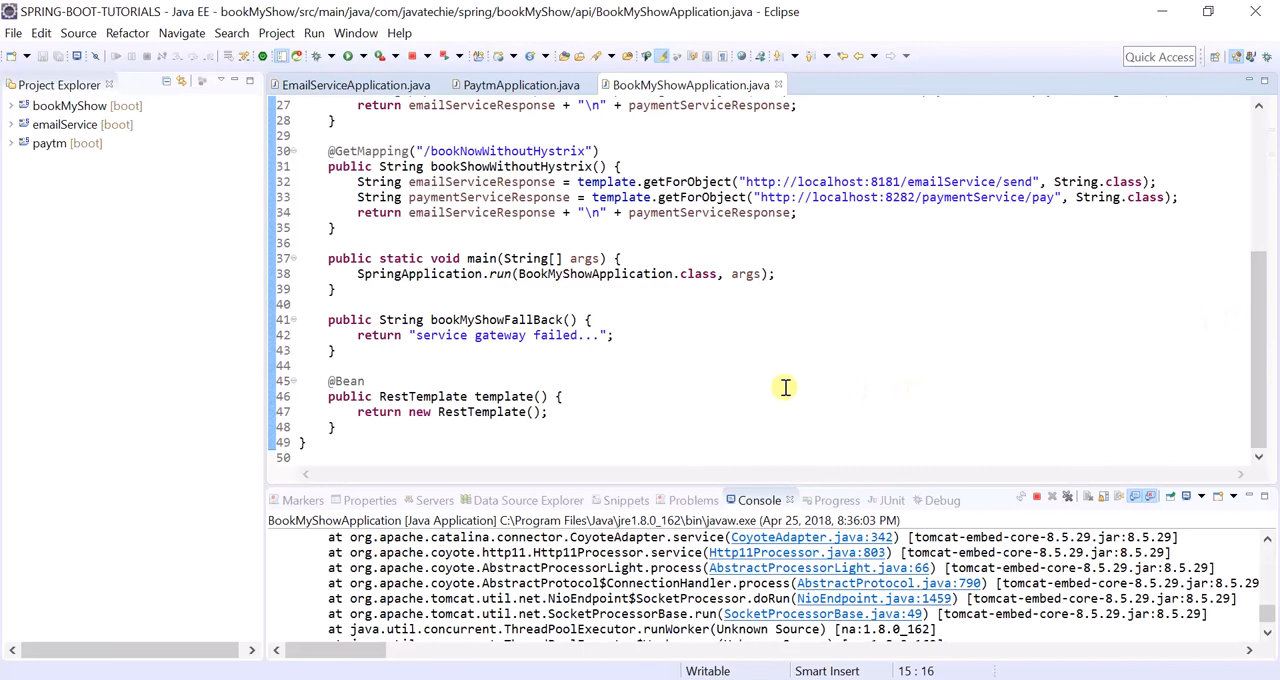 SPRING-BOOT-TUTORIALS - Java EE - bookMyShow/src/main/java/com/javatechie/spring/bookMyShow/api/BookMyShowApplication.java - Eclipse
File Edit Source Refactor Navigate Search Project Run Window Help
Quick Access
Project Explorer
EmailServiceApplication.java PaytmApplication.java BookMyShowApplication.java
bookMyShow [boot]
emailService [boot]
paytm [boot]
27 return emailServiceResponse + "\n" + paymentServiceResponse;
28 }
29
30 @GetMapping("/bookNowWithoutHystrix")
31 public String bookShowWithoutHystrix() {
32 String emailServiceResponse = template.getForObject("http://localhost:8181/emailService/send", String.class);
33 String paymentServiceResponse = template.getForObject("http://localhost:8282/paymentService/pay", String.class);
34 return emailServiceResponse + "\n" + paymentServiceResponse;
35 }
36
37 public static void main(String[] args) {
38 SpringApplication.run(BookMyShowApplication.class, args);
39 }
40
41 public String bookMyShowFallBack() {
42 return "service gateway failed...";
43 }
44
45 @Bean
46 public RestTemplate template() {
47 return new RestTemplate();
48 }
49 }
50
Markers Properties Servers Data Source Explorer Snippets Problems Console Progress JUnit Debug
BookMyShowApplication [Java Application] C:\Program Files\Java\jre1.8.0_162\bin\javaw.exe (Apr 25, 2018, 8:36:03 PM)
at org.apache.catalina.connector.CoyoteAdapter.service(CoyoteAdapter.java:342) [tomcat-embed-core-8.5.29.jar:8.5.29]
at org.apache.coyote.http11.Http11Processor.service(Http11Processor.java:803) [tomcat-embed-core-8.5.29.jar:8.5.29]
at org.apache.coyote.AbstractProcessorLight.process(AbstractProcessorLight.java:66) [tomcat-embed-core-8.5.29.jar:8.5.29]
at org.apache.coyote.AbstractProtocol$ConnectionHandler.process(AbstractProtocol.java:790) [tomcat-embed-core-8.5.29.jar:8.5.29
at org.apache.tomcat.util.net.NioEndpoint$SocketProcessor.doRun(NioEndpoint.java:1459) [tomcat-embed-core-8.5.29.jar:8.5.29]
at org.apache.tomcat.util.net.SocketProcessorBase.run(SocketProcessorBase.java:49) [tomcat-embed-core-8.5.29.jar:8.5.29]
at java.util.concurrent.ThreadPoolExecutor.runWorker(Unknown Source) [na:1.8.0_162]
Writable Smart Insert 15 : 16